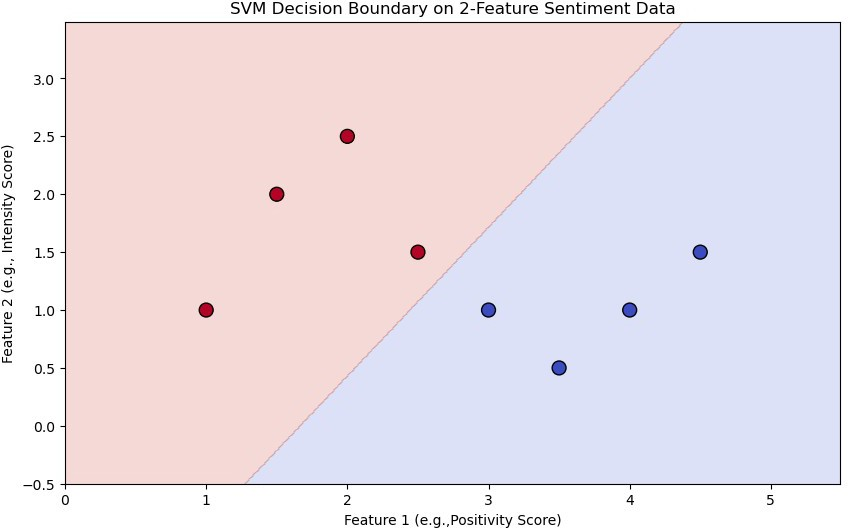 SVM Decision Boundary on 2-Feature Sentiment Data
Feature 2 (e.g., Intensity Score)
3.0
2.5
2.0
1.5
1.0
0.5
0.0
−0.5
0 1 2 3 4 5
Feature 1 (e.g.,Positivity Score)